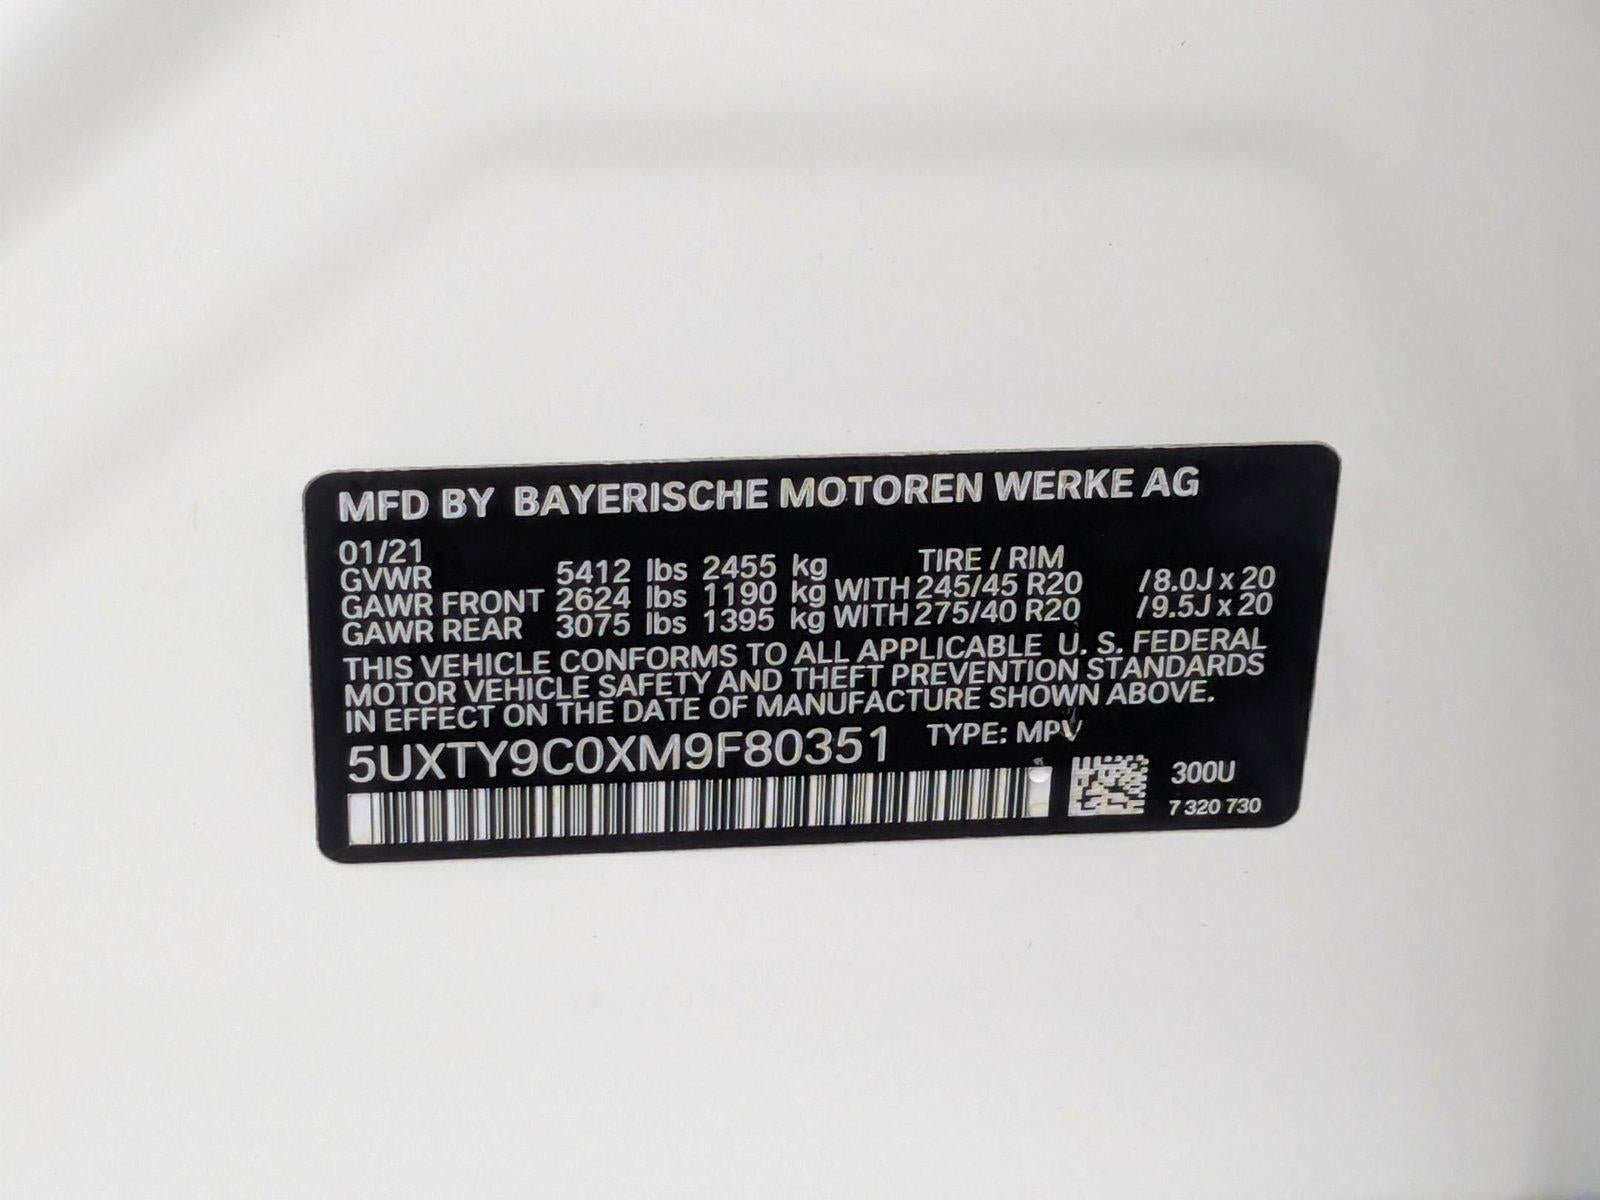 MFD BY BAYERISCHE MOTOREN WERKE AG
01/21 TIRE / RIM
GVWR 5412 lbs 2455 kg
GAWR FRONT 2624 lbs 1190 kg WITH 245/45 R20 /8.0J x 20
GAWR REAR 3075 lbs 1395 kg WITH 275/40 R20 /9.5J x 20
THIS VEHICLE CONFORMS TO ALL APPLICABLE U. S. FEDERAL
MOTOR VEHICLE SAFETY AND THEFT PREVENTION STANDARDS
IN EFFECT ON THE DATE OF MANUFACTURE SHOWN ABOVE.
5UXTY9C0XM9F80351 TYPE: MPV
300U
7 320 730